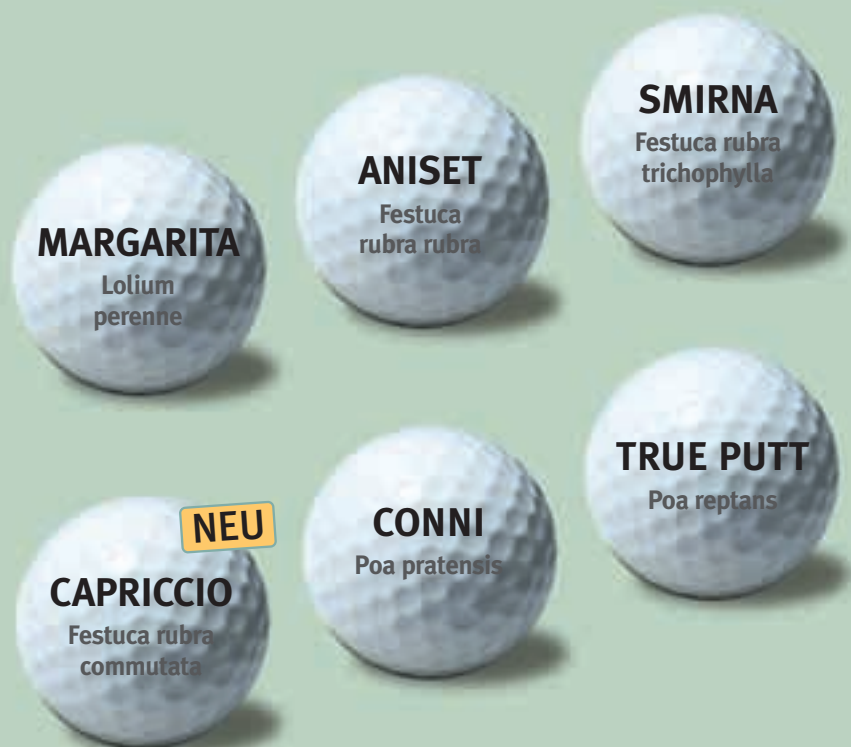 SMIRNA
Festuca rubra
trichophylla
ANISET
Festuca
rubra rubra
MARGARITA
Lolium
perenne
TRUE PUTT
Poa reptans
CONNI
Poa pratensis
NEU
CAPRICCIO
Festuca rubra
commutata